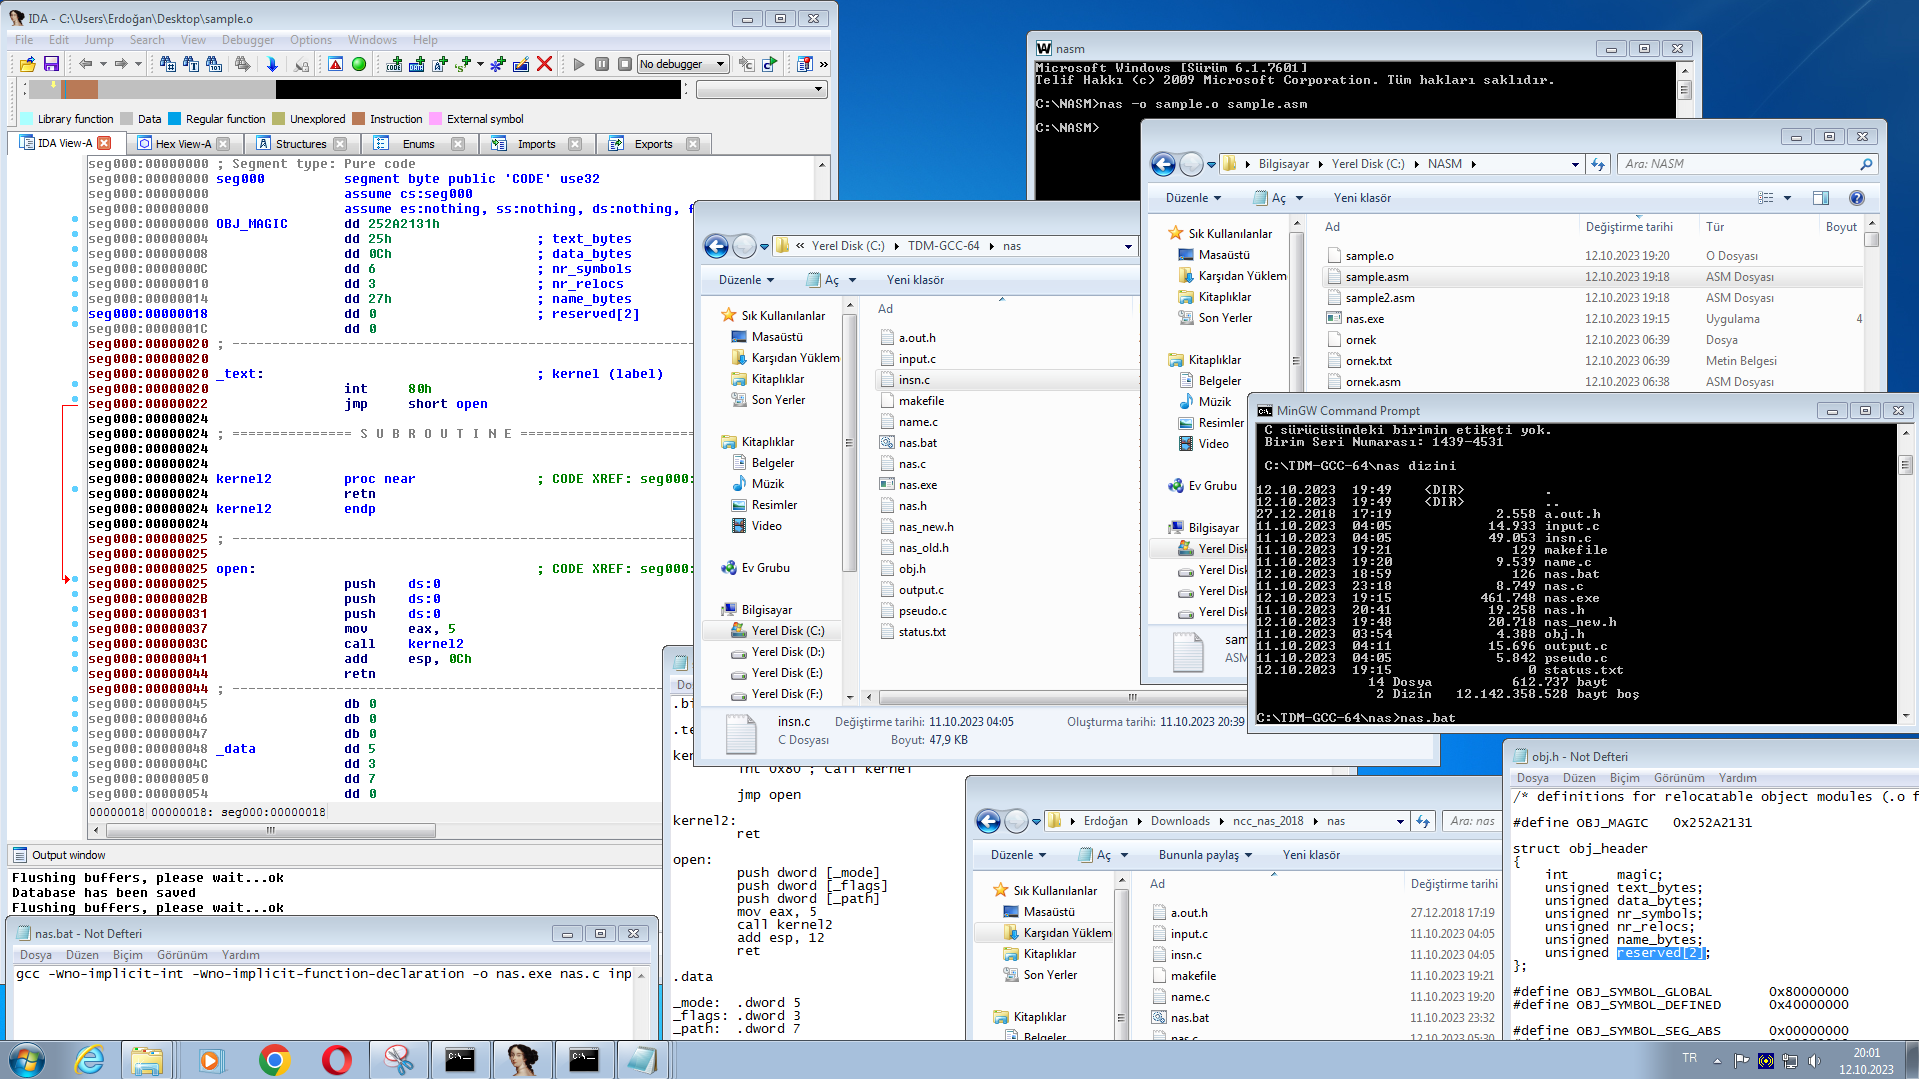 IDA - C:\Users\Erdoğan\Desktop\sample.o
File Edit Jump Search View Debugger Options Windows Help
No debugger
Library function Data Regular function Unexplored Instruction External symbol
IDA View-A Hex View-A Structures Enums Imports Exports
seg000:00000000 ; Segment type: Pure code
seg000:00000000 seg000 segment byte public 'CODE' use32
seg000:00000000 assume cs:seg000
seg000:00000000 assume es:nothing, ss:nothing, ds:nothing, f
seg000:00000000 OBJ_MAGIC dd 252A2131h
seg000:00000004 dd 25h ; text_bytes
seg000:00000008 dd 0Ch ; data_bytes
seg000:0000000C dd 6 ; nr_symbols
seg000:00000010 dd 3 ; nr_relocs
seg000:00000014 dd 27h ; name_bytes
seg000:00000018 dd 0 ; reserved[2]
seg000:0000001C dd 0
seg000:00000020 ; ---------------------------------------------------------
seg000:00000020
seg000:00000020 _text: ; kernel (label)
seg000:00000020 int 80h
seg000:00000022 jmp short open
seg000:00000024
seg000:00000024
seg000:00000024 ; =============== S U B R O U T I N E =====================
seg000:00000024
seg000:00000024
seg000:00000024 kernel2 proc near ; CODE XREF: seg000:
seg000:00000024 retn
seg000:00000024 kernel2 endp
seg000:00000024
seg000:00000025 ; ---------------------------------------------------------
seg000:00000025
seg000:00000025 open: ; CODE XREF: seg000:
seg000:00000025 push ds:0
seg000:0000002B push ds:0
seg000:00000031 push ds:0
seg000:00000037 mov eax, 5
seg000:0000003C call kernel2
seg000:00000041 add esp, 0Ch
seg000:00000044 retn
seg000:00000044 ; ---------------------------------------------------------
seg000:00000045 db 0
seg000:00000046 db 0
seg000:00000047 db 0
seg000:00000048 _data dd 5
seg000:0000004C dd 3
seg000:00000050 dd 7
seg000:00000054 dd 0
00000018 00000018: seg000:00000018
Output window
Flushing buffers, please wait...ok
Database has been saved
Flushing buffers, please wait...ok
nas.bat - Not Defteri
Dosya Düzen Biçim Görünüm Yardım
gcc -Wno-implicit-int -Wno-implicit-function-declaration -o nas.exe nas.c inp
nasm
Microsoft Windows [Sürüm 6.1.7601]
Telif Hakkı (c) 2009 Microsoft Corporation. Tüm hakları saklıdır.
C:\NASM>nas -o sample.o sample.asm
C:\NASM>
Bilgisayar Yerel Disk (C:) NASM
Ara: NASM
Düzenle Aç Yeni klasör
Sık Kullanılanlar
Masaüstü
Karşıdan Yüklem
Kitaplıklar
Son Yerler
Kitaplıklar
Belgeler
Müzik
Resimler
Video
Ev Grubu
Bilgisayar
Yerel Disk
Yerel Disk
Yerel Disk
Yerel Disk
Ad Değiştirme tarihi Tür Boyut
sample.o 12.10.2023 19:20 O Dosyası
sample.asm 12.10.2023 19:18 ASM Dosyası
sample2.asm 12.10.2023 19:18 ASM Dosyası
nas.exe 12.10.2023 19:15 Uygulama 4
ornek 12.10.2023 06:39 Dosya
ornek.txt 12.10.2023 06:39 Metin Belgesi
ornek.asm 12.10.2023 06:38 ASM Dosyası
sam
ASM
« Yerel Disk (C:) TDM-GCC-64 nas
Düzenle Aç Yeni klasör
Sık Kullanılanlar
Masaüstü
Karşıdan Yüklem
Kitaplıklar
Son Yerler
Kitaplıklar
Belgeler
Müzik
Resimler
Video
Ev Grubu
Bilgisayar
Yerel Disk (C:)
Yerel Disk (D:)
Yerel Disk (E:)
Yerel Disk (F:)
Ad
a.out.h
input.c
insn.c
makefile
name.c
nas.bat
nas.c
nas.exe
nas.h
nas_new.h
nas_old.h
obj.h
output.c
pseudo.c
status.txt
insn.c Değiştirme tarihi: 11.10.2023 04:05 Oluşturma tarihi: 11.10.2023 20:39
C Dosyası Boyut: 47,9 KB
MinGW Command Prompt
C sürücüsündeki birimin etiketi yok.
Birim Seri Numarası: 1439-4531
C:\TDM-GCC-64\nas dizini
12.10.2023 19:49 <DIR> .
12.10.2023 19:49 <DIR> ..
27.12.2018 17:19 2.558 a.out.h
11.10.2023 04:05 14.933 input.c
11.10.2023 04:05 49.053 insn.c
11.10.2023 19:21 129 makefile
11.10.2023 19:20 9.539 name.c
12.10.2023 18:59 126 nas.bat
11.10.2023 23:18 8.749 nas.c
12.10.2023 19:15 461.748 nas.exe
11.10.2023 20:41 19.258 nas.h
12.10.2023 19:48 20.718 nas_new.h
11.10.2023 03:54 4.388 obj.h
11.10.2023 04:11 15.696 output.c
11.10.2023 04:05 5.842 pseudo.c
12.10.2023 19:15 0 status.txt
14 Dosya 612.737 bayt
2 Dizin 12.142.358.528 bayt boş
C:\TDM-GCC-64\nas>nas.bat
Do
.b
.te
ker
int 0x80 ; Call kernel
jmp open
kernel2:
ret
open:
push dword [_mode]
push dword [_flags]
push dword [_path]
mov eax, 5
call kernel2
add esp, 12
ret
.data
_mode: .dword 5
_flags: .dword 3
_path: .dword 7
Erdoğan Downloads ncc_nas_2018 nas
Ara: nas
Düzenle Aç Bununla paylaş Yeni klasör
Sık Kullanılanlar
Masaüstü
Karşıdan Yüklem
Kitaplıklar
Son Yerler
Kitaplıklar
Belgeler
Ad Değiştirme tarihi
a.out.h 27.12.2018 17:19
input.c 11.10.2023 04:05
insn.c 11.10.2023 04:05
makefile 11.10.2023 19:21
name.c 11.10.2023 19:20
nas.bat 11.10.2023 23:32
nas.c 12.10.2023 05:30
obj.h - Not Defteri
Dosya Düzen Biçim Görünüm Yardım
/* definitions for relocatable object modules (.o f
#define OBJ_MAGIC 0x252A2131
struct obj_header
{
int magic;
unsigned text_bytes;
unsigned data_bytes;
unsigned nr_symbols;
unsigned nr_relocs;
unsigned name_bytes;
unsigned reserved[2];
};
#define OBJ_SYMBOL_GLOBAL 0x80000000
#define OBJ_SYMBOL_DEFINED 0x40000000
#define OBJ_SYMBOL_SEG_ABS 0x00000000
TR
20:01
12.10.2023